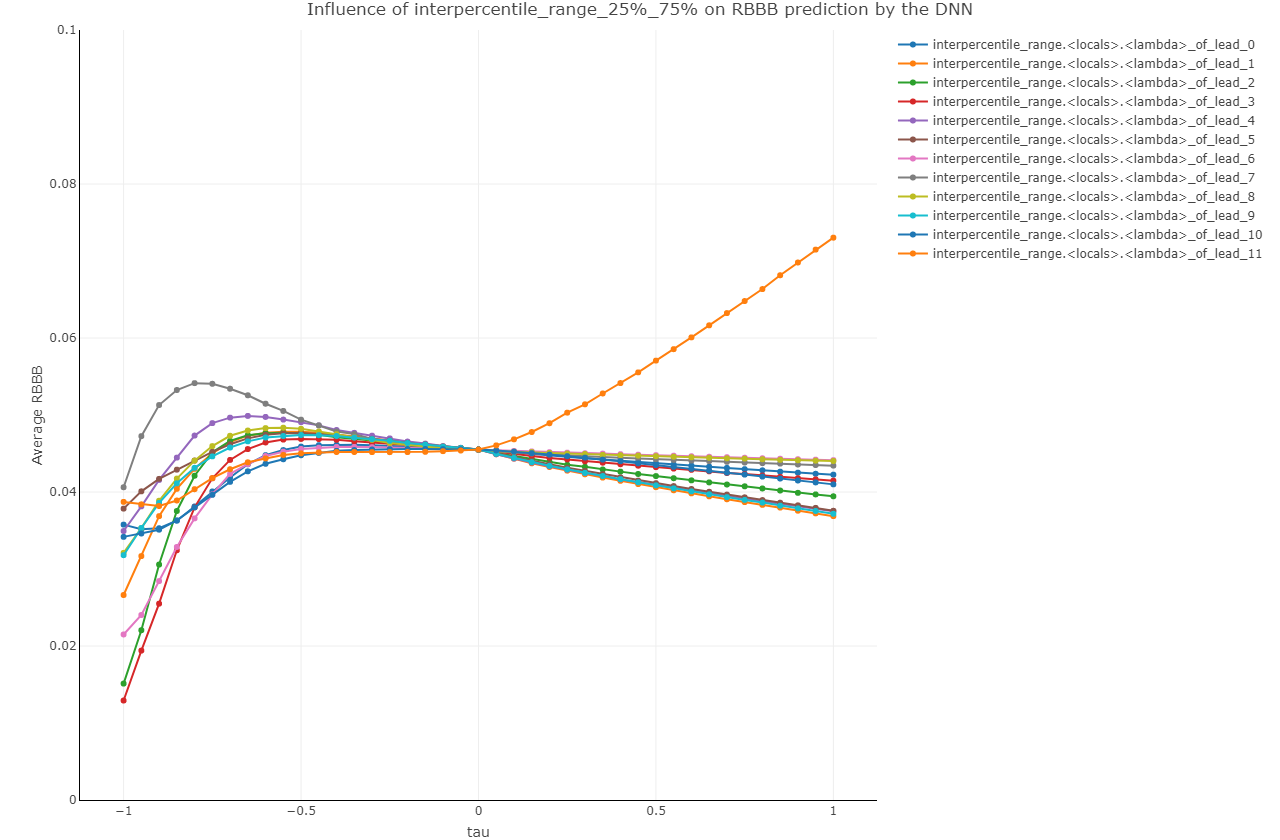 Influence of interpercentile_range_25%_75% on RBBB prediction by the DNN
0.1
0.08
0.06
0.04
0.02
0
Average RBBB
−1
−0.5
0
0.5
1
tau
interpercentile_range.<locals>.<lambda>_of_lead_0
interpercentile_range.<locals>.<lambda>_of_lead_1
interpercentile_range.<locals>.<lambda>_of_lead_2
interpercentile_range.<locals>.<lambda>_of_lead_3
interpercentile_range.<locals>.<lambda>_of_lead_4
interpercentile_range.<locals>.<lambda>_of_lead_5
interpercentile_range.<locals>.<lambda>_of_lead_6
interpercentile_range.<locals>.<lambda>_of_lead_7
interpercentile_range.<locals>.<lambda>_of_lead_8
interpercentile_range.<locals>.<lambda>_of_lead_9
interpercentile_range.<locals>.<lambda>_of_lead_10
interpercentile_range.<locals>.<lambda>_of_lead_11